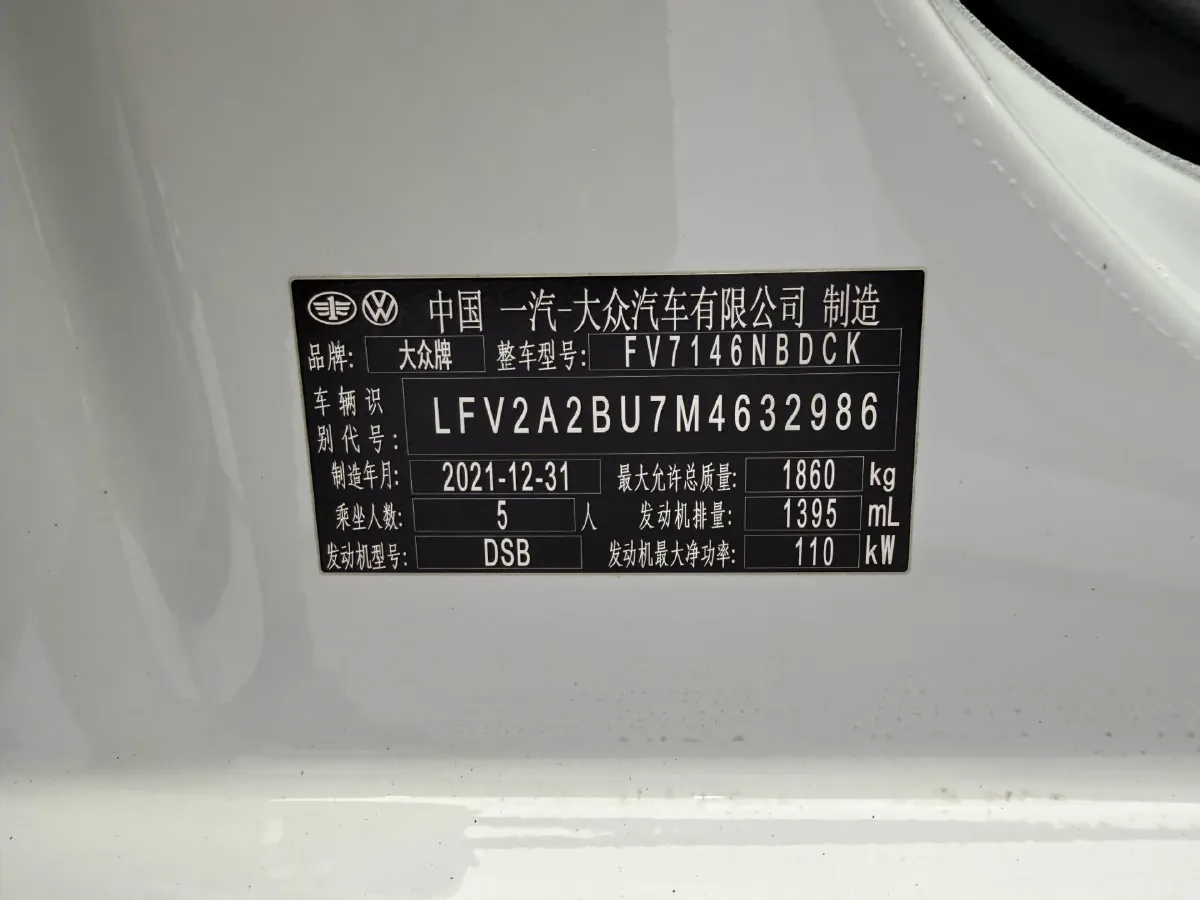 中国 一汽-大众汽车有限公司 制造
品牌: 大众牌 整车型号: FV7146NBDCK
车辆识别代号: LFV2A2BU7M4632986
制造年月: 2021-12-31 最大允许总质量: 1860 kg
乘坐人数: 5 人 发动机排量: 1395 mL
发动机型号: DSB 发动机最大净功率: 110 kW